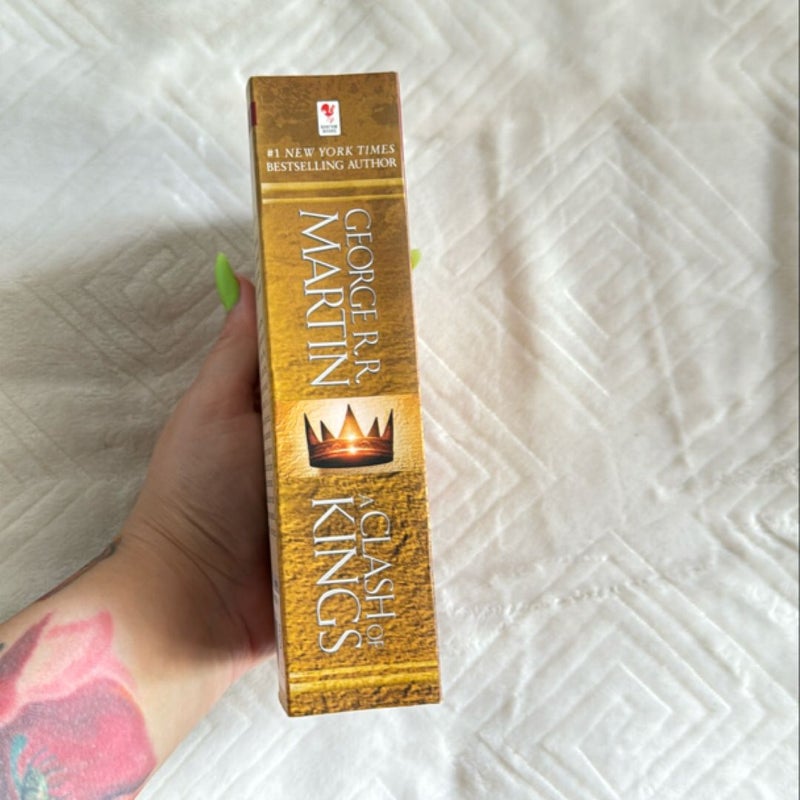 #1 NEW YORK TIMES
BESTSELLING AUTHOR
GEORGE R.R.
MARTIN
A CLASH OF
KINGS